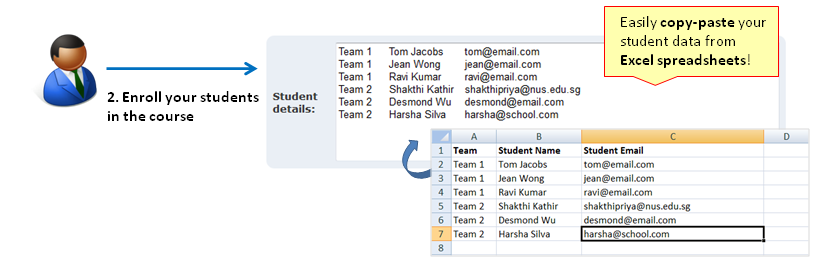 2. Enroll your students
in the course
Student
details:
Team 1 Tom Jacobs tom@email.com
Team 1 Jean Wong jean@email.com
Team 1 Ravi Kumar ravi@email.com
Team 2 Shakthi Kathir shakthipriya@nus.edu.sg
Team 2 Desmond Wu desmond@email.com
Team 2 Harsha Silva harsha@school.com
Easily copy-paste your
student data from
Excel spreadsheets!
A B C D
1 Team Student Name Student Email
2 Team 1 Tom Jacobs tom@email.com
3 Team 1 Jean Wong jean@email.com
4 Team 1 Ravi Kumar ravi@email.com
5 Team 2 Shakthi Kathir shakthipriya@nus.edu.sg
6 Team 2 Desmond Wu desmond@email.com
7 Team 2 Harsha Silva harsha@school.com
8